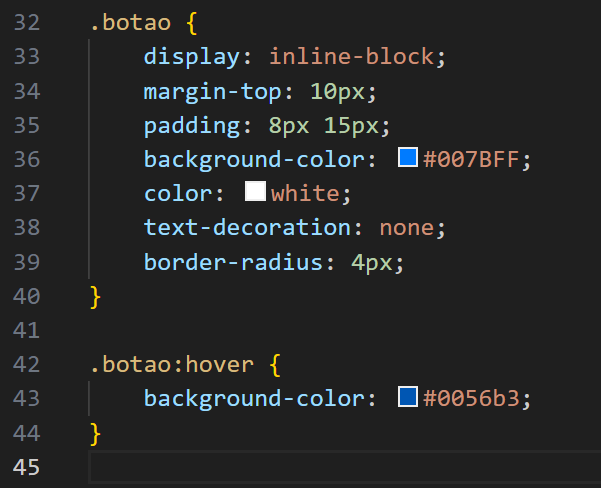 32 .botao {
33 display: inline-block;
34 margin-top: 10px;
35 padding: 8px 15px;
36 background-color: #007BFF;
37 color: white;
38 text-decoration: none;
39 border-radius: 4px;
40 }
41
42 .botao:hover {
43 background-color: #0056b3;
44 }
45